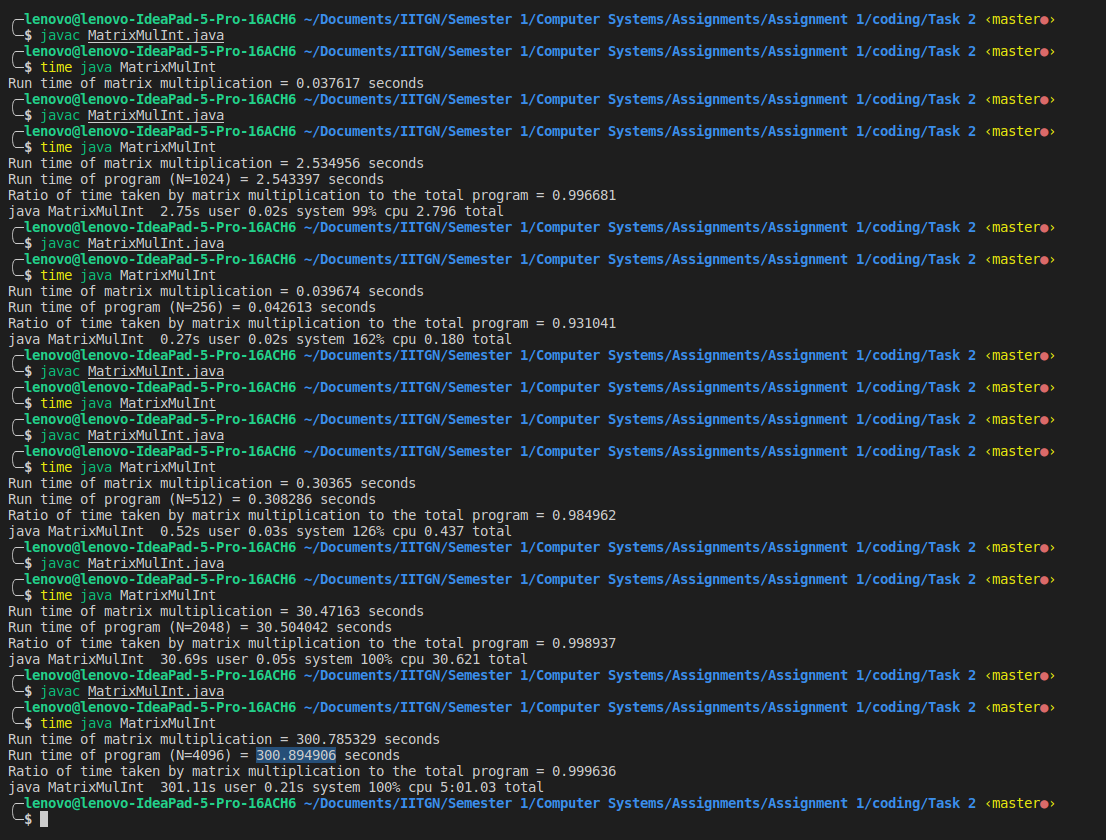 ╭─lenovo@lenovo-IdeaPad-5-Pro-16ACH6 ~/Documents/IITGN/Semester 1/Computer Systems/Assignments/Assignment 1/coding/Task 2 ‹master●›
╰─$ javac MatrixMulInt.java
╭─lenovo@lenovo-IdeaPad-5-Pro-16ACH6 ~/Documents/IITGN/Semester 1/Computer Systems/Assignments/Assignment 1/coding/Task 2 ‹master●›
╰─$ time java MatrixMulInt
Run time of matrix multiplication = 0.037617 seconds
╭─lenovo@lenovo-IdeaPad-5-Pro-16ACH6 ~/Documents/IITGN/Semester 1/Computer Systems/Assignments/Assignment 1/coding/Task 2 ‹master●›
╰─$ javac MatrixMulInt.java
╭─lenovo@lenovo-IdeaPad-5-Pro-16ACH6 ~/Documents/IITGN/Semester 1/Computer Systems/Assignments/Assignment 1/coding/Task 2 ‹master●›
╰─$ time java MatrixMulInt
Run time of matrix multiplication = 2.534956 seconds
Run time of program (N=1024) = 2.543397 seconds
Ratio of time taken by matrix multiplication to the total program = 0.996681
java MatrixMulInt  2.75s user 0.02s system 99% cpu 2.796 total
╭─lenovo@lenovo-IdeaPad-5-Pro-16ACH6 ~/Documents/IITGN/Semester 1/Computer Systems/Assignments/Assignment 1/coding/Task 2 ‹master●›
╰─$ javac MatrixMulInt.java
╭─lenovo@lenovo-IdeaPad-5-Pro-16ACH6 ~/Documents/IITGN/Semester 1/Computer Systems/Assignments/Assignment 1/coding/Task 2 ‹master●›
╰─$ time java MatrixMulInt
Run time of matrix multiplication = 0.039674 seconds
Run time of program (N=256) = 0.042613 seconds
Ratio of time taken by matrix multiplication to the total program = 0.931041
java MatrixMulInt  0.27s user 0.02s system 162% cpu 0.180 total
╭─lenovo@lenovo-IdeaPad-5-Pro-16ACH6 ~/Documents/IITGN/Semester 1/Computer Systems/Assignments/Assignment 1/coding/Task 2 ‹master●›
╰─$ javac MatrixMulInt.java
╭─lenovo@lenovo-IdeaPad-5-Pro-16ACH6 ~/Documents/IITGN/Semester 1/Computer Systems/Assignments/Assignment 1/coding/Task 2 ‹master●›
╰─$ time java MatrixMulInt
╭─lenovo@lenovo-IdeaPad-5-Pro-16ACH6 ~/Documents/IITGN/Semester 1/Computer Systems/Assignments/Assignment 1/coding/Task 2 ‹master●›
╰─$ javac MatrixMulInt.java
╭─lenovo@lenovo-IdeaPad-5-Pro-16ACH6 ~/Documents/IITGN/Semester 1/Computer Systems/Assignments/Assignment 1/coding/Task 2 ‹master●›
╰─$ time java MatrixMulInt
Run time of matrix multiplication = 0.30365 seconds
Run time of program (N=512) = 0.308286 seconds
Ratio of time taken by matrix multiplication to the total program = 0.984962
java MatrixMulInt  0.52s user 0.03s system 126% cpu 0.437 total
╭─lenovo@lenovo-IdeaPad-5-Pro-16ACH6 ~/Documents/IITGN/Semester 1/Computer Systems/Assignments/Assignment 1/coding/Task 2 ‹master●›
╰─$ javac MatrixMulInt.java
╭─lenovo@lenovo-IdeaPad-5-Pro-16ACH6 ~/Documents/IITGN/Semester 1/Computer Systems/Assignments/Assignment 1/coding/Task 2 ‹master●›
╰─$ time java MatrixMulInt
Run time of matrix multiplication = 30.47163 seconds
Run time of program (N=2048) = 30.504042 seconds
Ratio of time taken by matrix multiplication to the total program = 0.998937
java MatrixMulInt  30.69s user 0.05s system 100% cpu 30.621 total
╭─lenovo@lenovo-IdeaPad-5-Pro-16ACH6 ~/Documents/IITGN/Semester 1/Computer Systems/Assignments/Assignment 1/coding/Task 2 ‹master●›
╰─$ javac MatrixMulInt.java
╭─lenovo@lenovo-IdeaPad-5-Pro-16ACH6 ~/Documents/IITGN/Semester 1/Computer Systems/Assignments/Assignment 1/coding/Task 2 ‹master●›
╰─$ time java MatrixMulInt
Run time of matrix multiplication = 300.785329 seconds
Run time of program (N=4096) = 300.894906 seconds
Ratio of time taken by matrix multiplication to the total program = 0.999636
java MatrixMulInt  301.11s user 0.21s system 100% cpu 5:01.03 total
╭─lenovo@lenovo-IdeaPad-5-Pro-16ACH6 ~/Documents/IITGN/Semester 1/Computer Systems/Assignments/Assignment 1/coding/Task 2 ‹master●›
╰─$